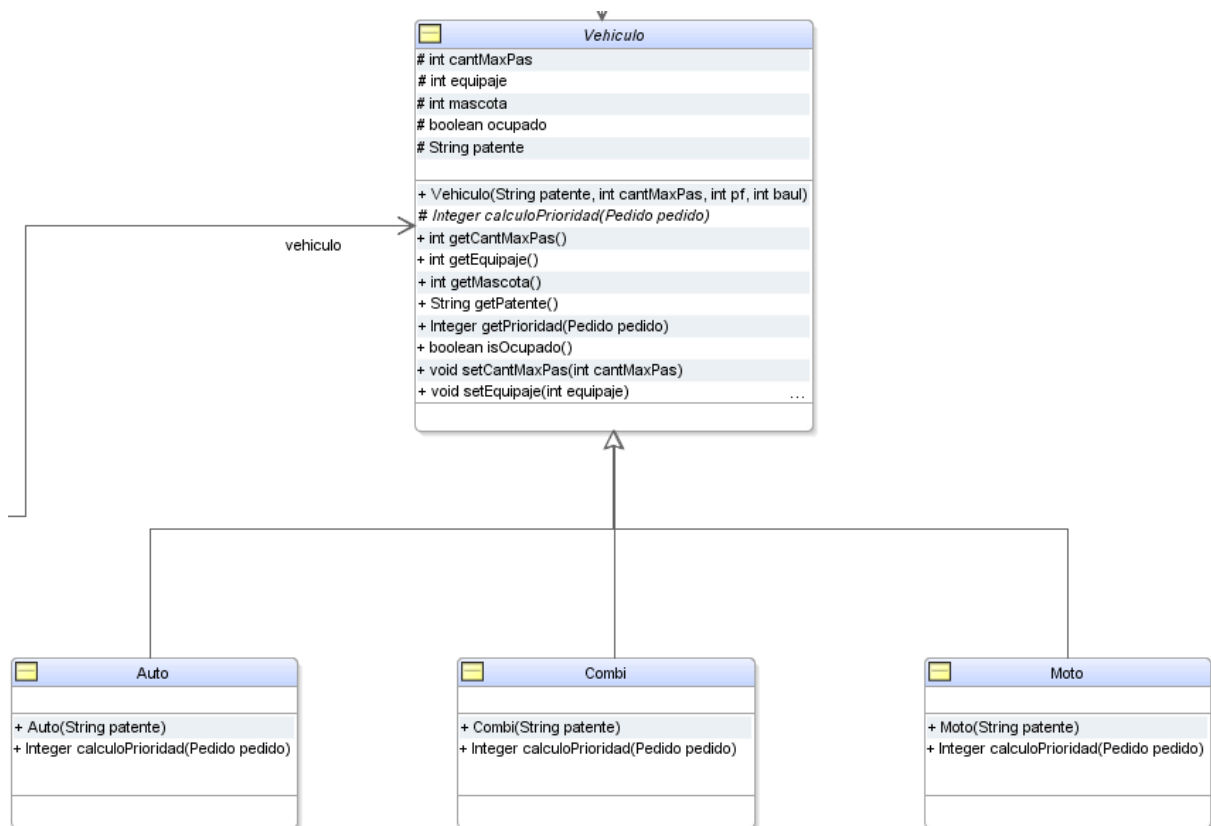 Vehiculo
# int cantMaxPas
# int equipaje
# int mascota
# boolean ocupado
# String patente
+ Vehiculo(String patente, int cantMaxPas, int pf, int baul)
# Integer calculoPrioridad(Pedido pedido)
+ int getCantMaxPas()
+ int getEquipaje()
+ int getMascota()
+ String getPatente()
+ Integer getPrioridad(Pedido pedido)
+ boolean isOcupado()
+ void setCantMaxPas(int cantMaxPas)
+ void setEquipaje(int equipaje) ...
vehiculo
Auto
+ Auto(String patente)
+ Integer calculoPrioridad(Pedido pedido)
Combi
+ Combi(String patente)
+ Integer calculoPrioridad(Pedido pedido)
Moto
+ Moto(String patente)
+ Integer calculoPrioridad(Pedido pedido)